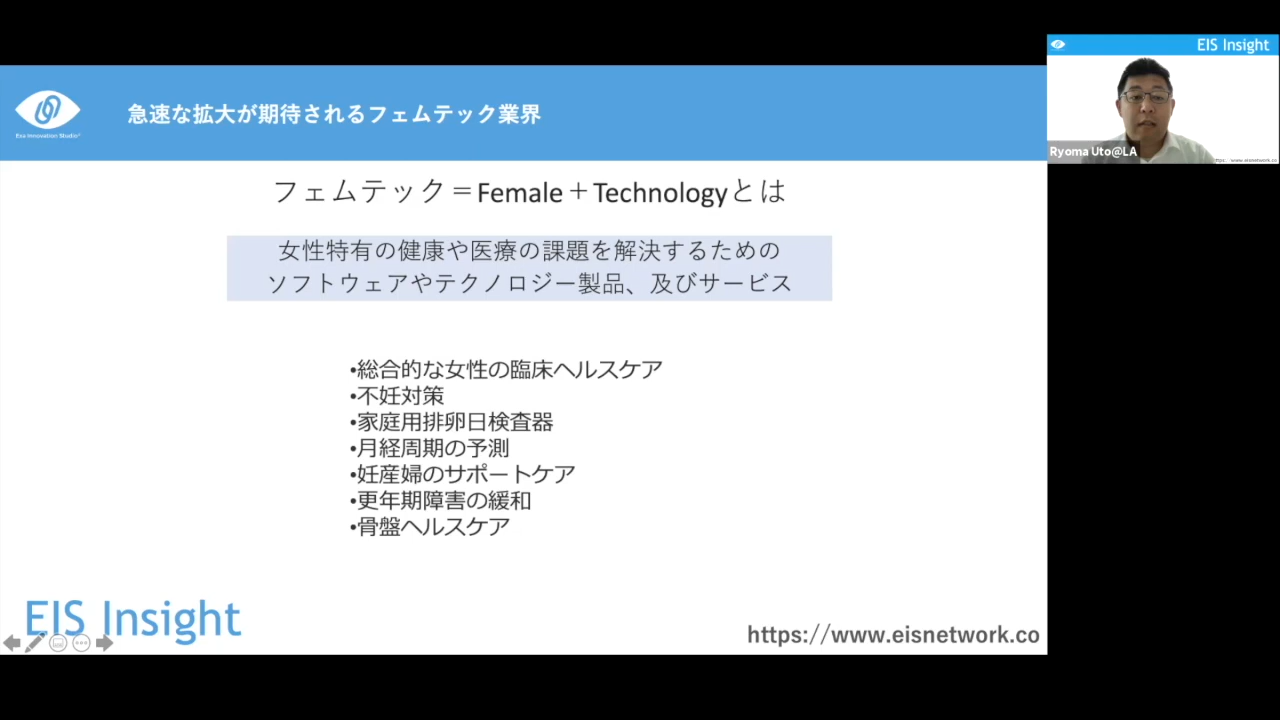 Esa Innovation Studio
急速な拡大が期待されるフェムテック業界
フェムテック＝Female＋Technologyとは
女性特有の健康や医療の課題を解決するための
ソフトウェアやテクノロジー製品、及びサービス
•総合的な女性の臨床ヘルスケア
•不妊対策
•家庭用排卵日検査器
•月経周期の予測
•妊産婦のサポートケア
•更年期障害の緩和
•骨盤ヘルスケア
EIS Insight
https://www.eisnetwork.co
EIS Insight
Ryoma Uto@LA
https://www.eisnetwork.co